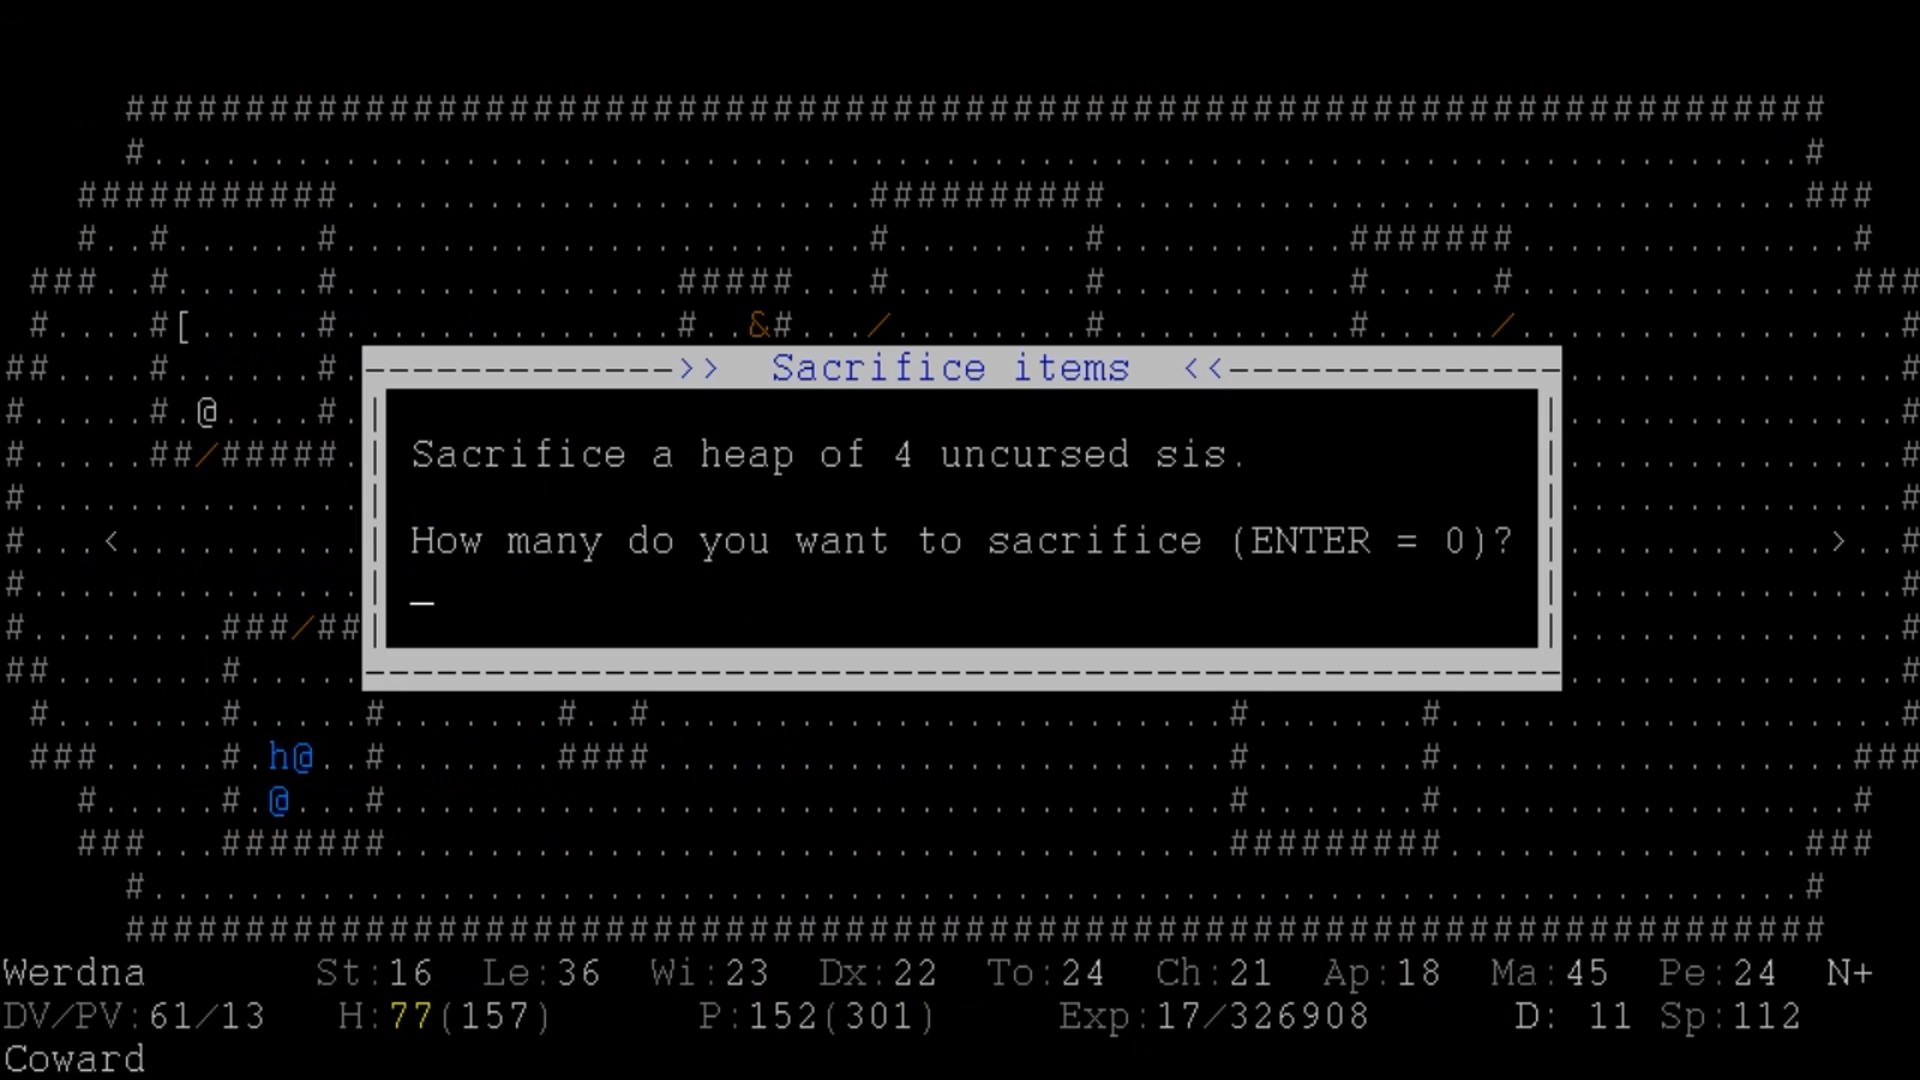 >> Sacrifice items <<
Sacrifice a heap of 4 uncursed sis.
How many do you want to sacrifice (ENTER = 0)?
Werdna St:16 Le:36 Wi:23 Dx:22 To:24 Ch:21 Ap:18 Ma:45 Pe:24 N+
DV/PV:61/13 H:77(157) P:152(301) Exp:17/326908 D: 11 Sp:112
Coward